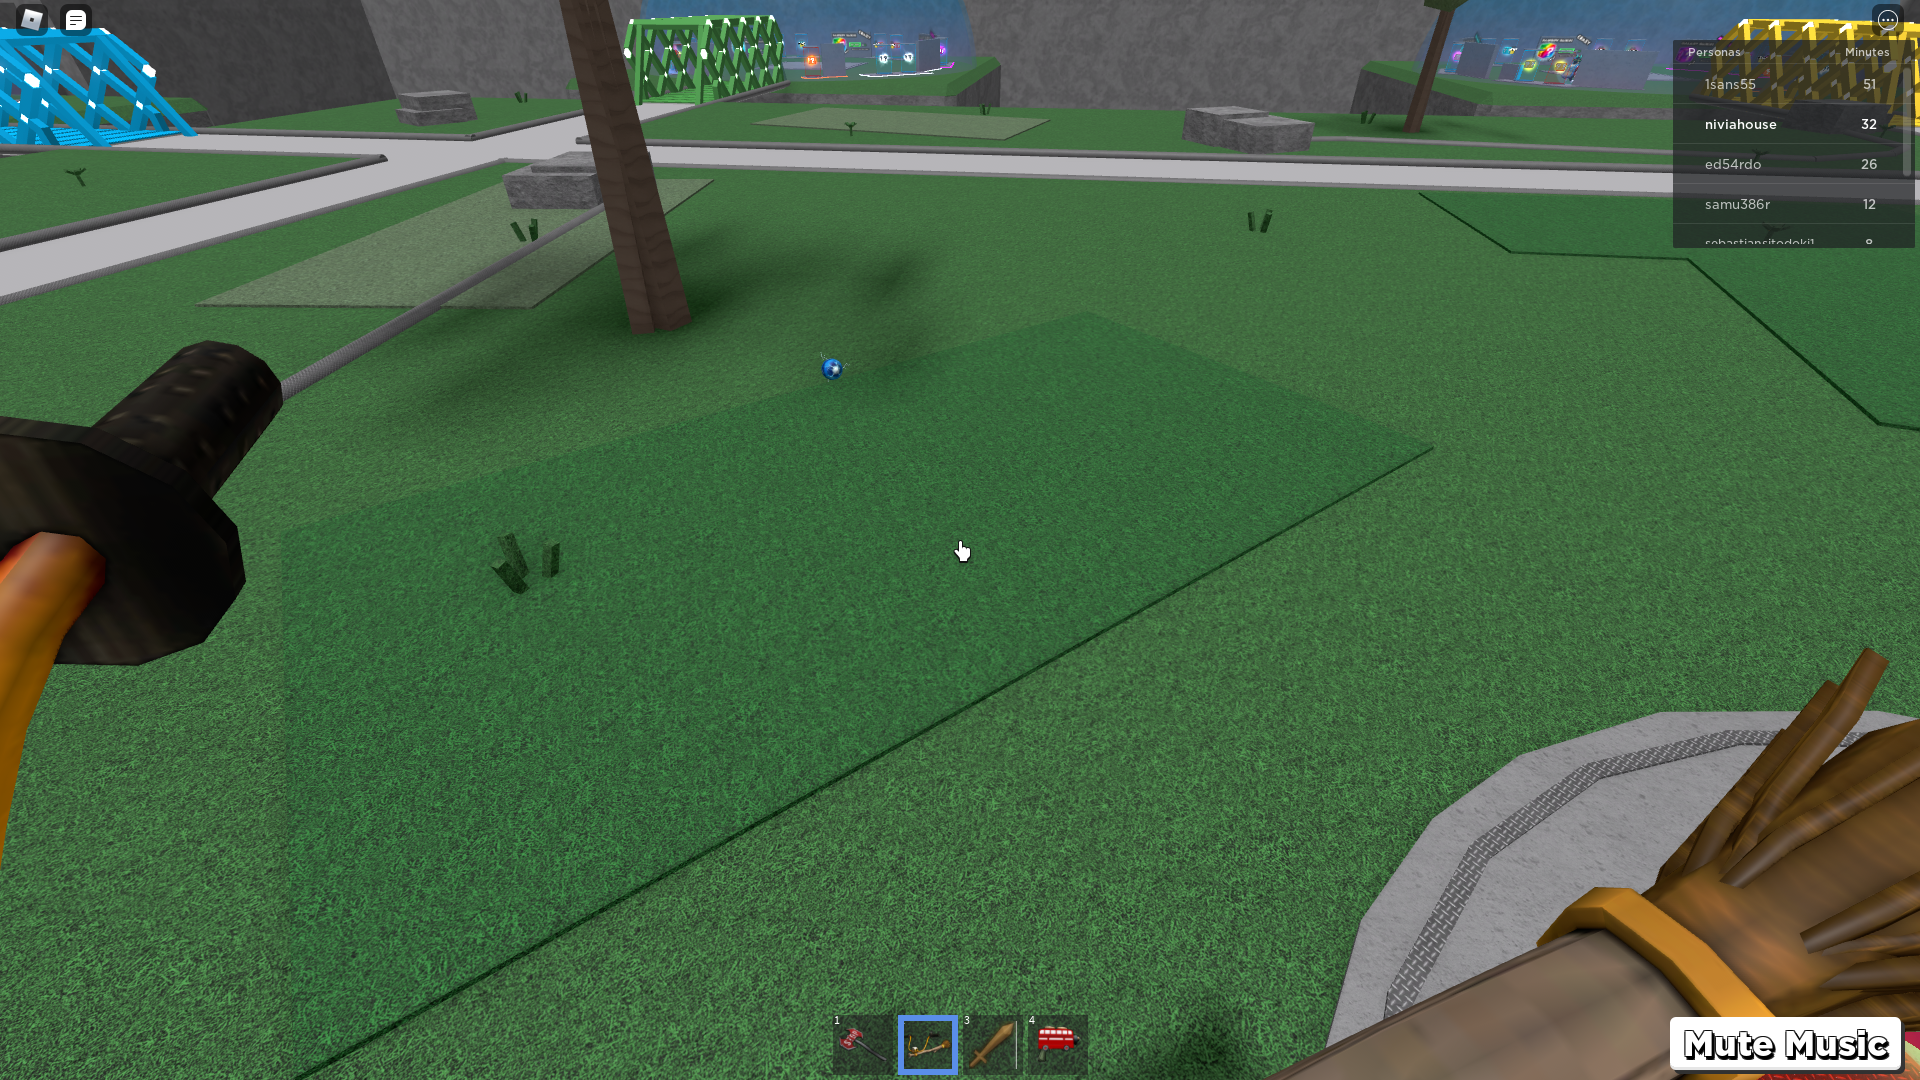 Personas Minutes
1sans55 51
niviahouse 32
ed54rdo 26
samu386r 12
1
3
4
Mute Music